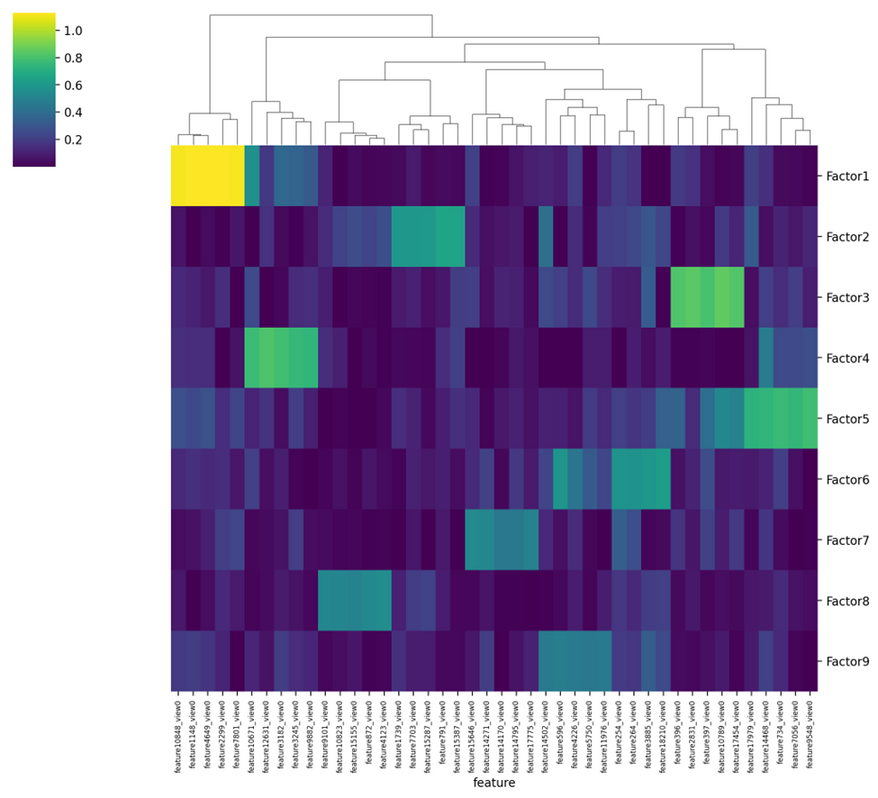 1.0
0.8
0.6
0.4
0.2
Factor1
Factor2
Factor3
Factor4
Factor5
Factor6
Factor7
Factor8
Factor9
feature10848_view0
feature1148_view0
feature4649_view0
feature2299_view0
feature7801_view0
feature10671_view0
feature12631_view0
feature3182_view0
feature3245_view0
feature9882_view0
feature9101_view0
feature10823_view0
feature15155_view0
feature872_view0
feature4123_view0
feature1739_view0
feature7703_view0
feature15287_view0
feature791_view0
feature15387_view0
feature15646_view0
feature14271_view0
feature14170_view0
feature14795_view0
feature17775_view0
feature14502_view0
feature596_view0
feature4226_view0
feature5750_view0
feature11976_view0
feature254_view0
feature264_view0
feature3885_view0
feature18210_view0
feature396_view0
feature2831_view0
feature397_view0
feature10789_view0
feature17454_view0
feature17979_view0
feature14468_view0
feature734_view0
feature7056_view0
feature9548_view0
feature